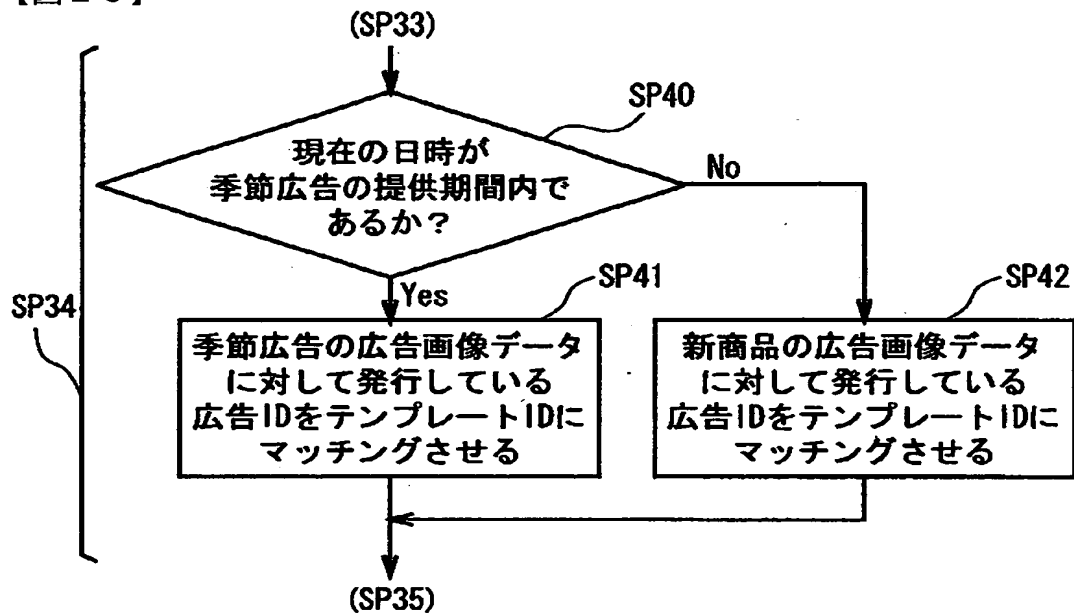 (SP33)
SP40
現在の日時が
季節広告の提供期間内で
あるか？
No
Yes
SP34
SP41
季節広告の広告画像データ
に対して発行している
広告IDをテンプレートIDに
マッチングさせる
SP42
新商品の広告画像データ
に対して発行している
広告IDをテンプレートIDに
マッチングさせる
(SP35)